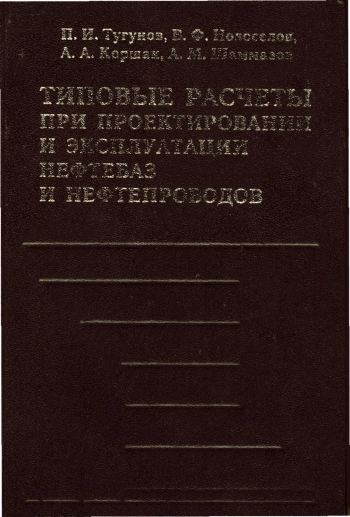 П. И. Тугунов, В. Ф. Новоселов,
А. А. Коршак, А. М. Шаммазов
ТИПОВЫЕ РАСЧЕТЫ
ПРИ ПРОЕКТИРОВАНИИ
И ЭКСПЛУАТАЦИИ
НЕФТЕБАЗ
И НЕФТЕПРОВОДОВ